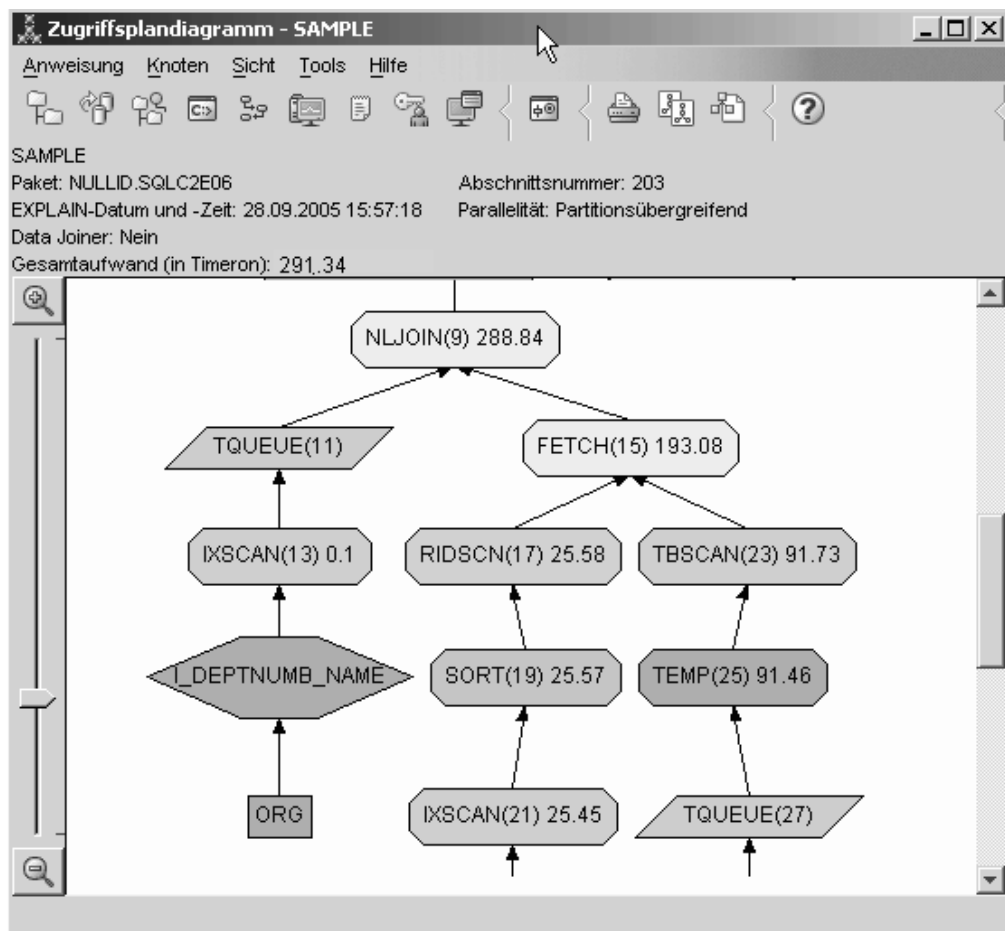 Zugriffsplandiagramm - SAMPLE
Anweisung Knoten Sicht Tools Hilfe
C:>
?
SAMPLE
Paket: NULLID.SQLC2E06 Abschnittsnummer: 203
EXPLAIN-Datum und -Zeit: 28.09.2005 15:57:18 Parallelität: Partitionsübergreifend
Data Joiner: Nein
Gesamtaufwand (in Timeron): 291.34
NLJOIN(9) 288.84
TQUEUE(11) FETCH(15) 193.08
IXSCAN(13) 0.1 RIDSCN(17) 25.58 TBSCAN(23) 91.73
I_DEPTNUMB_NAME SORT(19) 25.57 TEMP(25) 91.46
ORG IXSCAN(21) 25.45 TQUEUE(27)